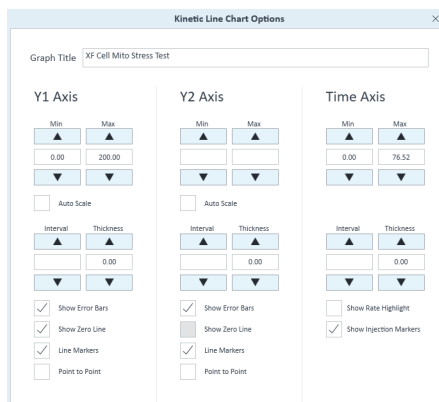 Kinetic Line Chart Options
Graph Title XF Cell Mito Stress Test
Y1 Axis Y2 Axis Time Axis
Min Max Min Max Min Max
0.00 200.00 0.00 76.52
Auto Scale Auto Scale
Interval Thickness Interval Thickness Interval Thickness
0.00 0.00 0.00
Show Error Bars Show Error Bars Show Rate Highlight
Show Zero Line Show Zero Line Show Injection Markers
Line Markers Line Markers
Point to Point Point to Point